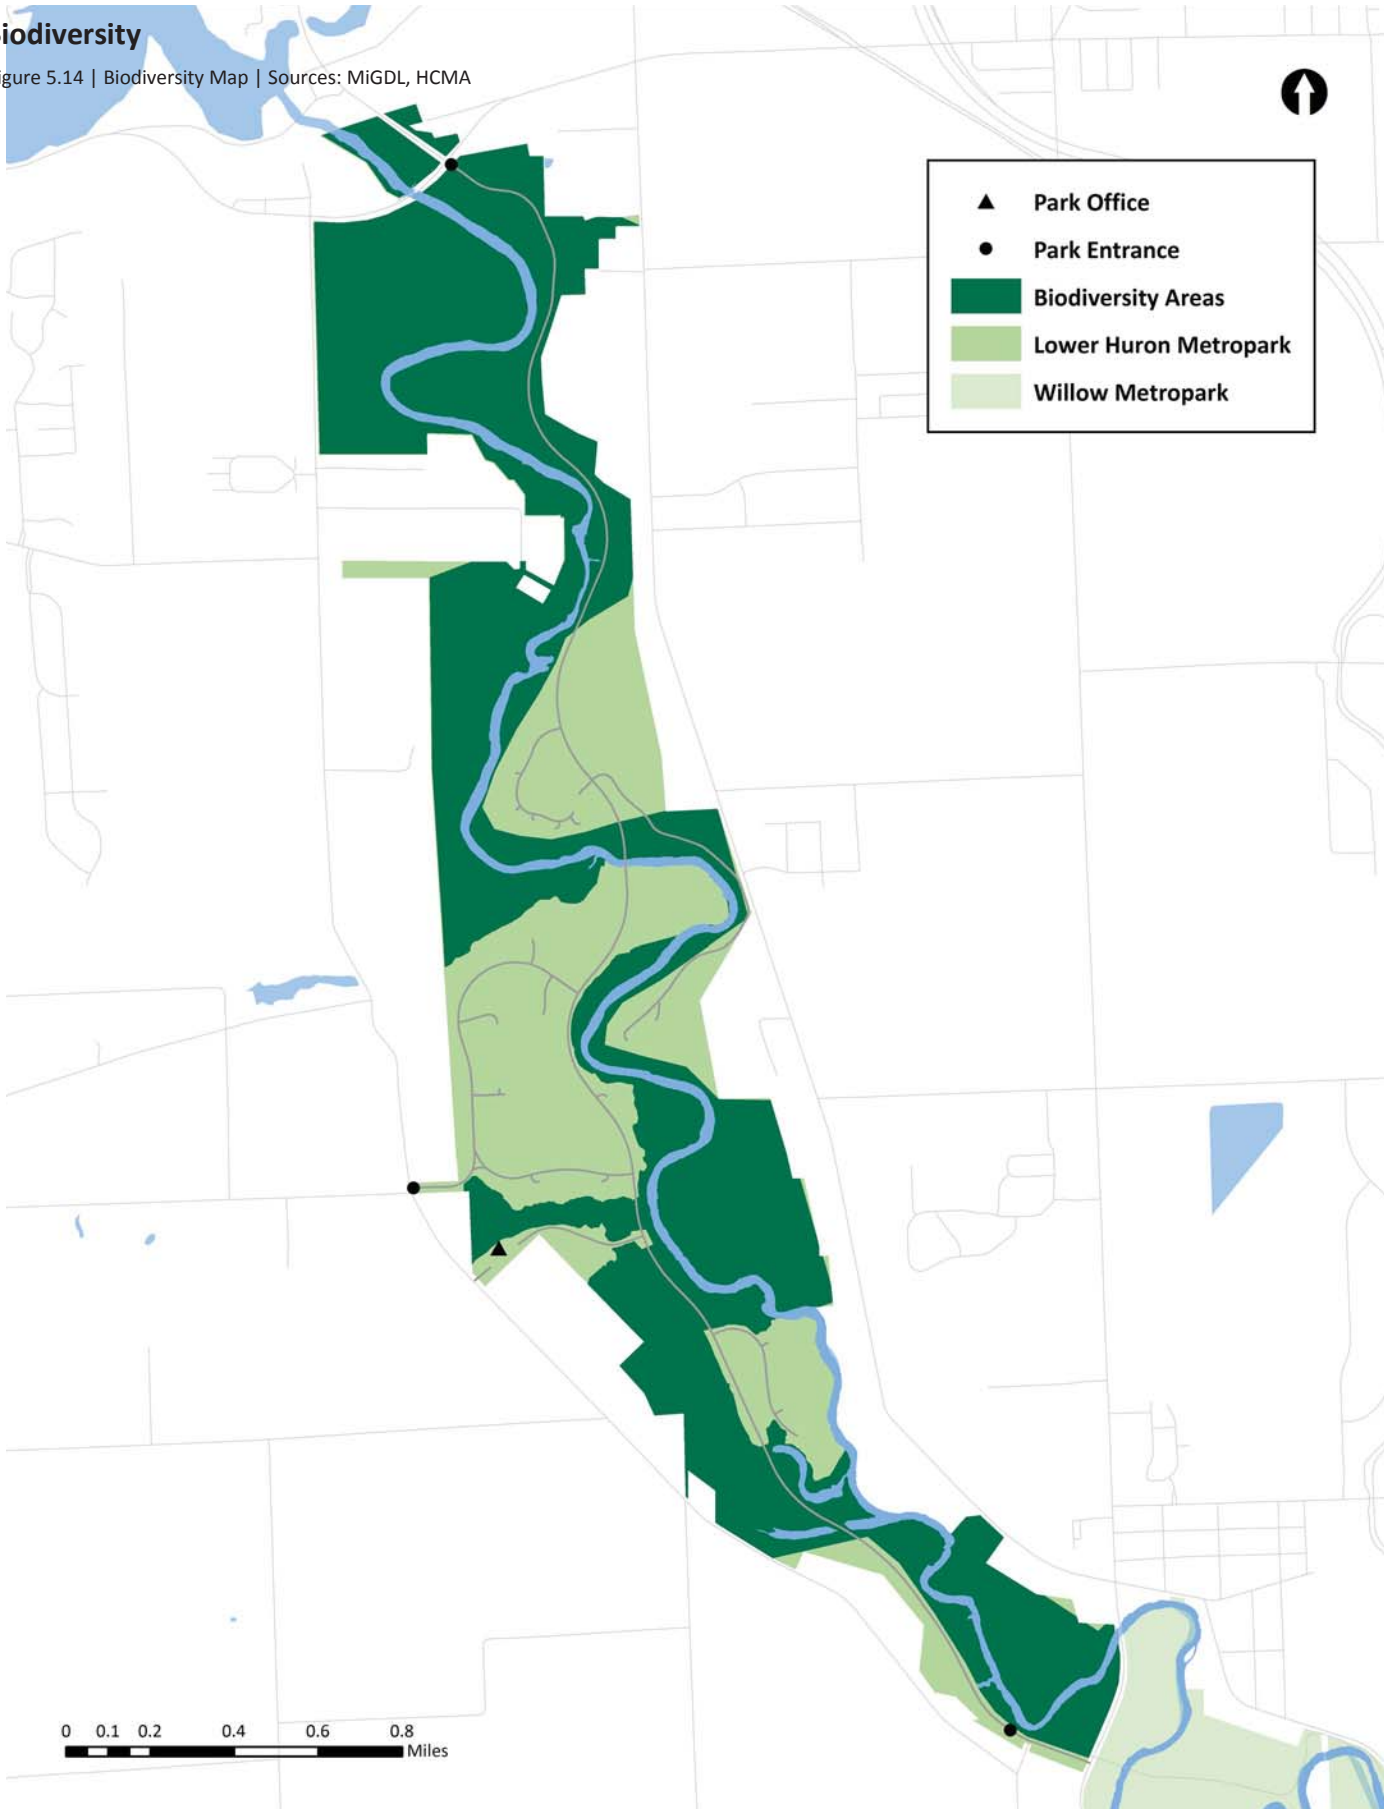 iodiversity
igure 5.14 | Biodiversity Map | Sources: MiGDL, HCMA
Park Office
Park Entrance
Biodiversity Areas
Lower Huron Metropark
Willow Metropark
0 0.1 0.2 0.4 0.6 0.8
Miles